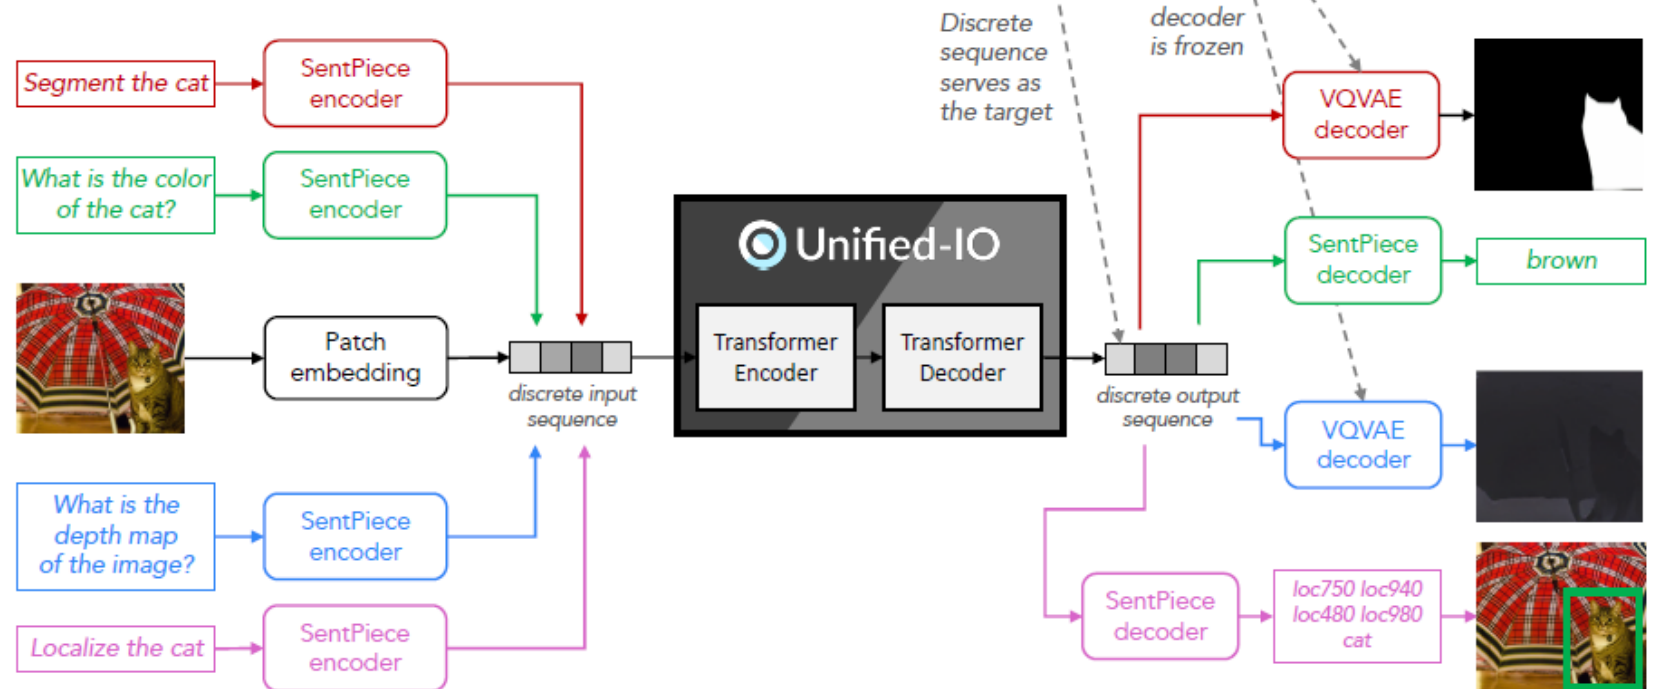 Segment the cat
SentPiece
encoder
What is the color
of the cat?
SentPiece
encoder
Patch
embedding
discrete input
sequence
What is the
depth map
of the image?
SentPiece
encoder
Localize the cat
SentPiece
encoder
Unified-IO
Transformer
Encoder
Transformer
Decoder
Discrete
sequence
serves as
the target
decoder
is frozen
discrete output
sequence
VQVAE
decoder
SentPiece
decoder
brown
VQVAE
decoder
SentPiece
decoder
loc750 loc940
loc480 loc980
cat